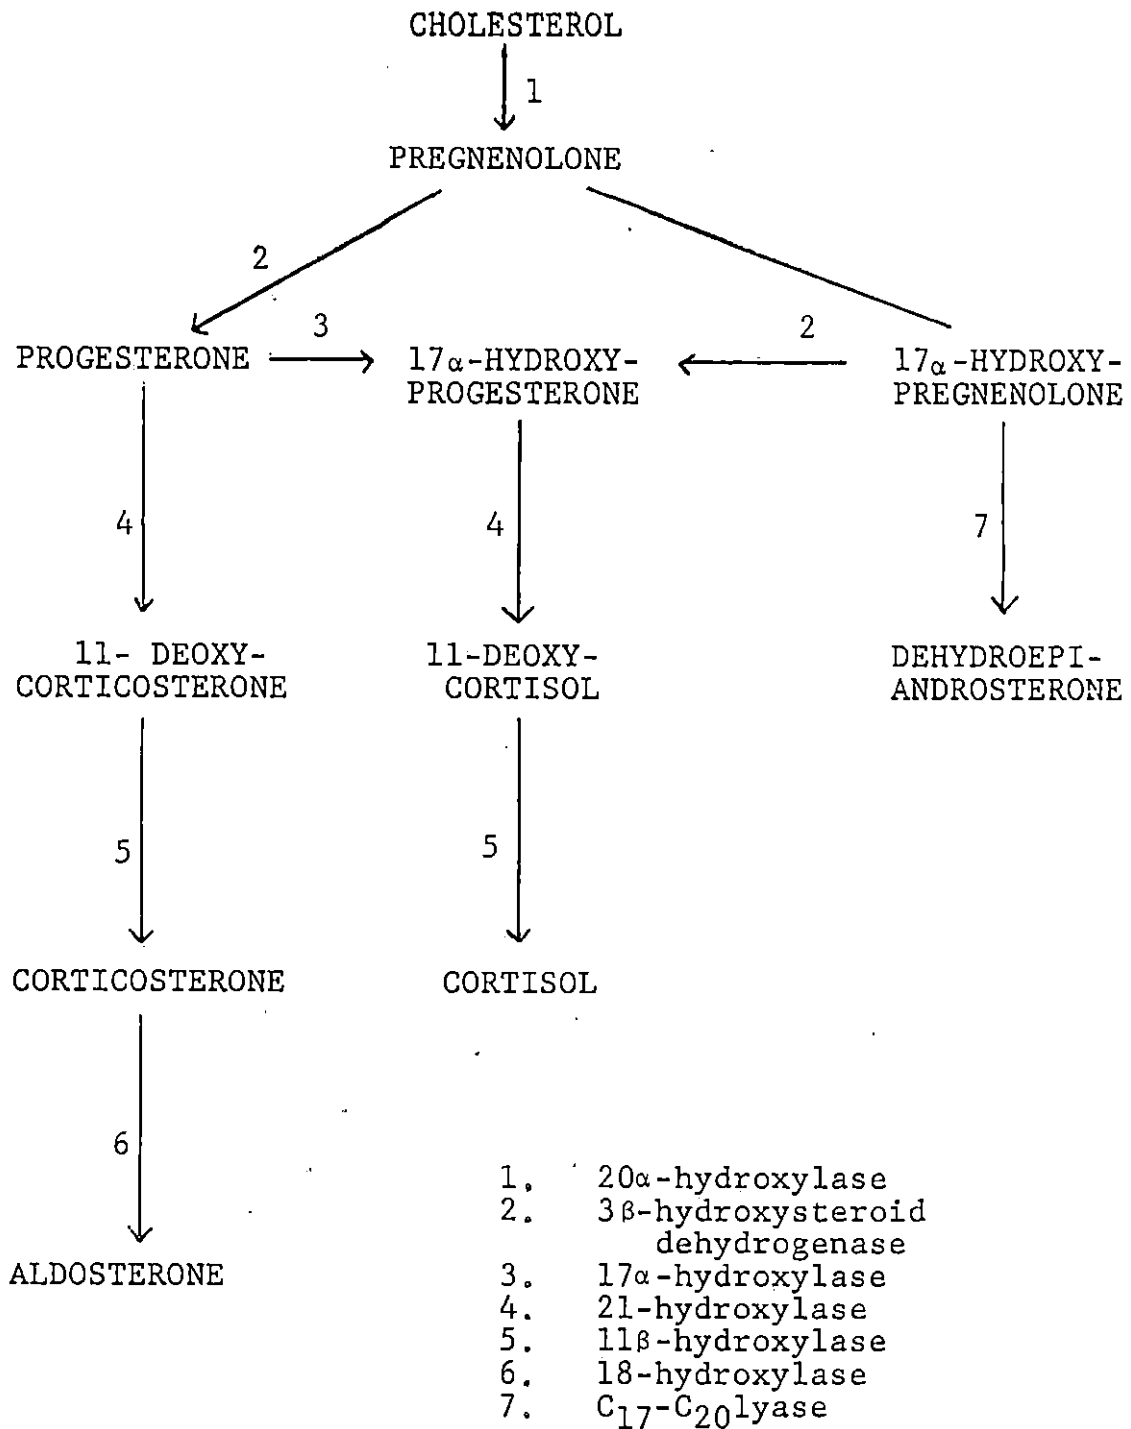 CHOLESTEROL
1
PREGNENOLONE
2
PROGESTERONE
3
17α-HYDROXY-
PROGESTERONE
2
17α-HYDROXY-
PREGNENOLONE
4
4
7
11- DEOXY-
CORTICOSTERONE
11-DEOXY-
CORTISOL
DEHYDROEPI-
ANDROSTERONE
5
5
CORTICOSTERONE
CORTISOL
6
ALDOSTERONE
1. 20α-hydroxylase
2. 3β-hydroxysteroid
dehydrogenase
3. 17α-hydroxylase
4. 21-hydroxylase
5. 11β-hydroxylase
6. 18-hydroxylase
7. C17-C20lyase